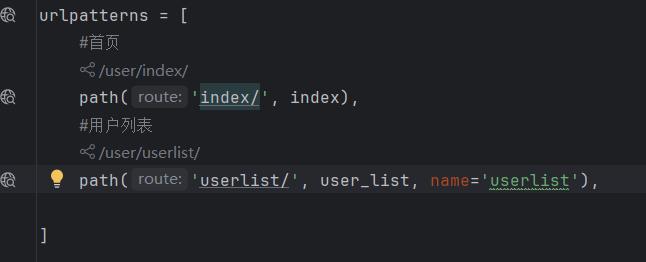 urlpatterns = [
#首页
/user/index/
path( route: 'index/', index),
#用户列表
/user/userlist/
path( route: 'userlist/', user_list, name='userlist'),
]